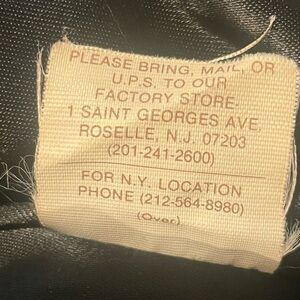 PLEASE BRING, MAIL, OR
U.P.S. TO OUR
FACTORY STORE.
1 SAINT GEORGES AVE.
ROSELLE, N.J. 07203
(201-241-2600)
FOR N.Y. LOCATION
PHONE (212-564-8980)
(Over)